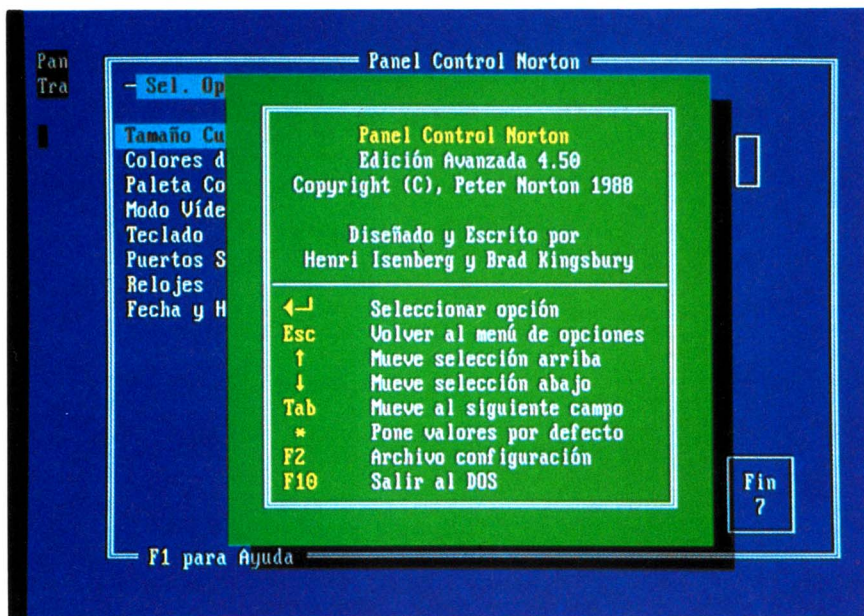 Pan
Tra
Panel Control Norton
Sel. Op
Tamaño Cu
Colores d
Paleta Co
Modo Víde
Teclado
Puertos S
Relojes
Fecha y H
Panel Control Norton
Edición Avanzada 4.50
Copyright (C), Peter Norton 1988
Diseñado y Escrito por
Henri Isenberg y Brad Kingsbury
Seleccionar opción
Esc Volver al menú de opciones
↑ Mueve selección arriba
↓ Mueve selección abajo
Tab Mueve al siguiente campo
* Pone valores por defecto
F2 Archivo configuración
F10 Salir al DOS
Fin
7
F1 para Ayuda